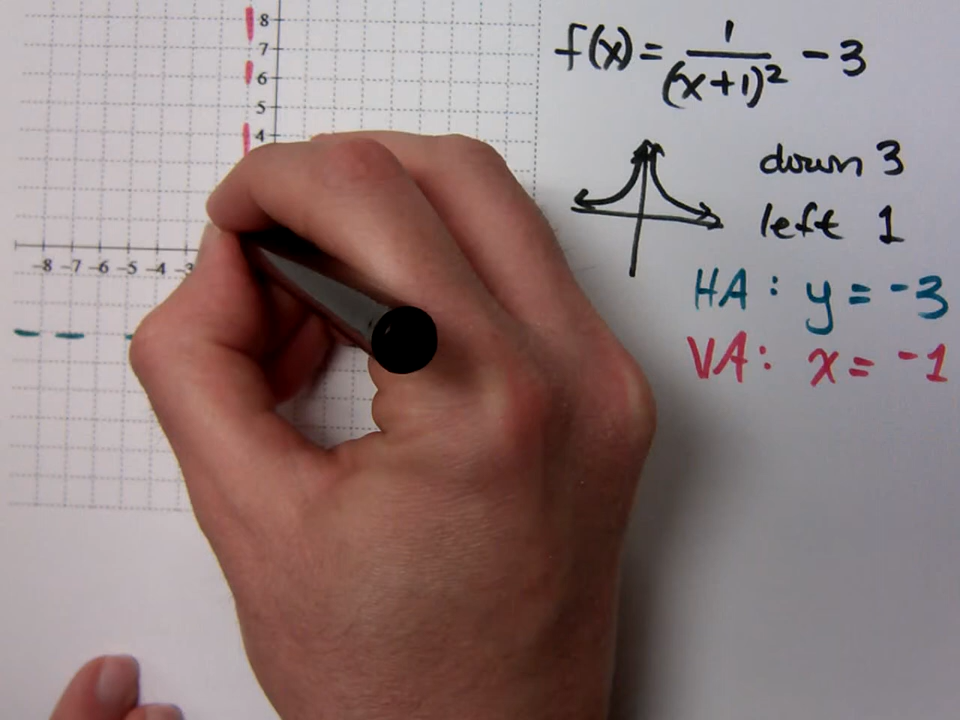 f(x) = 1/(x+1)² - 3
down 3
left 1
HA: y = -3
VA: x = -1
8
7
6
5
4
-8 -7 -6 -5 -4 -3